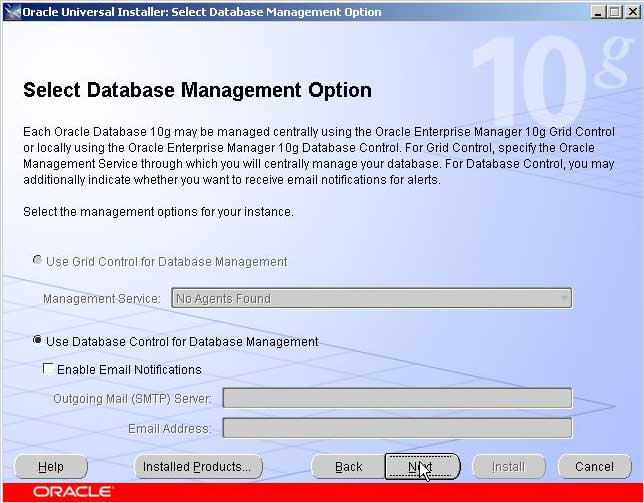 Oracle Universal Installer: Select Database Management Option
10g
Select Database Management Option
Each Oracle Database 10g may be managed centrally using the Oracle Enterprise Manager 10g Grid Control
or locally using the Oracle Enterprise Manager 10g Database Control. For Grid Control, specify the Oracle
Management Service through which you will centrally manage your database. For Database Control, you may
additionally indicate whether you want to receive email notifications for alerts.
Select the management options for your instance.
Use Grid Control for Database Management
Management Service: No Agents Found
Use Database Control for Database Management
Enable Email Notifications
Outgoing Mail (SMTP) Server:
Email Address:
Help Installed Products... Back Next Install Cancel
ORACLE